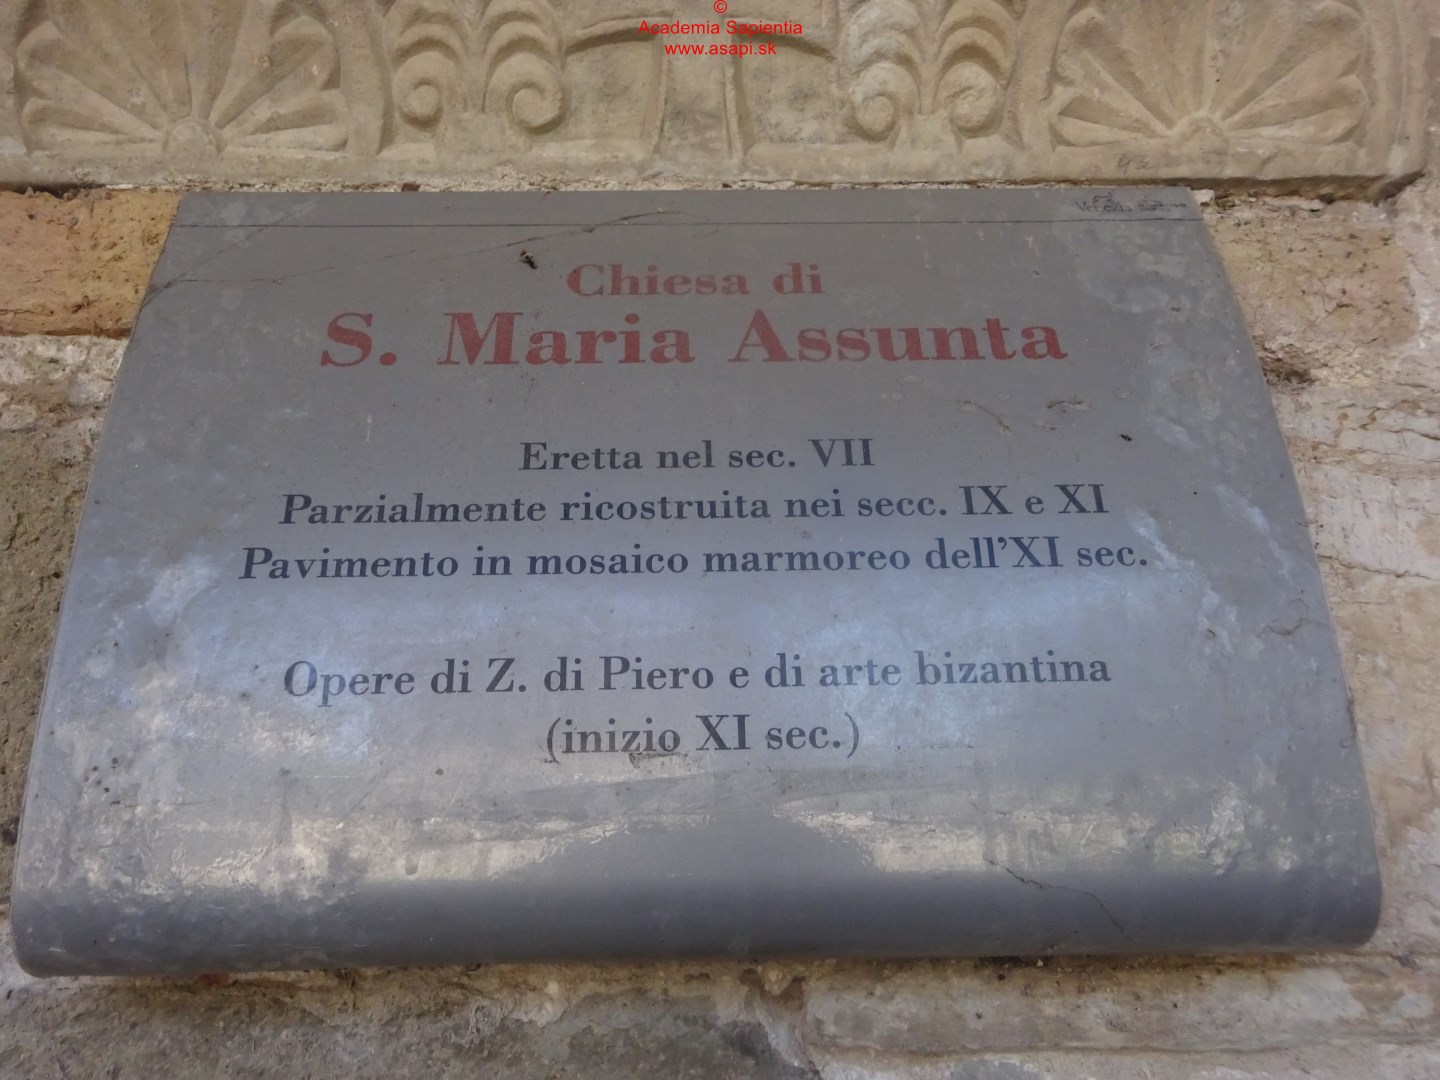 ©
Academia Sapientia
www.asapi.sk
Chiesa di
S. Maria Assunta
Eretta nel sec. VII
Parzialmente ricostruita nei secc. IX e XI
Pavimento in mosaico marmoreo dell'XI sec.
Opere di Z. di Piero e di arte bizantina
(inizio XI sec.)